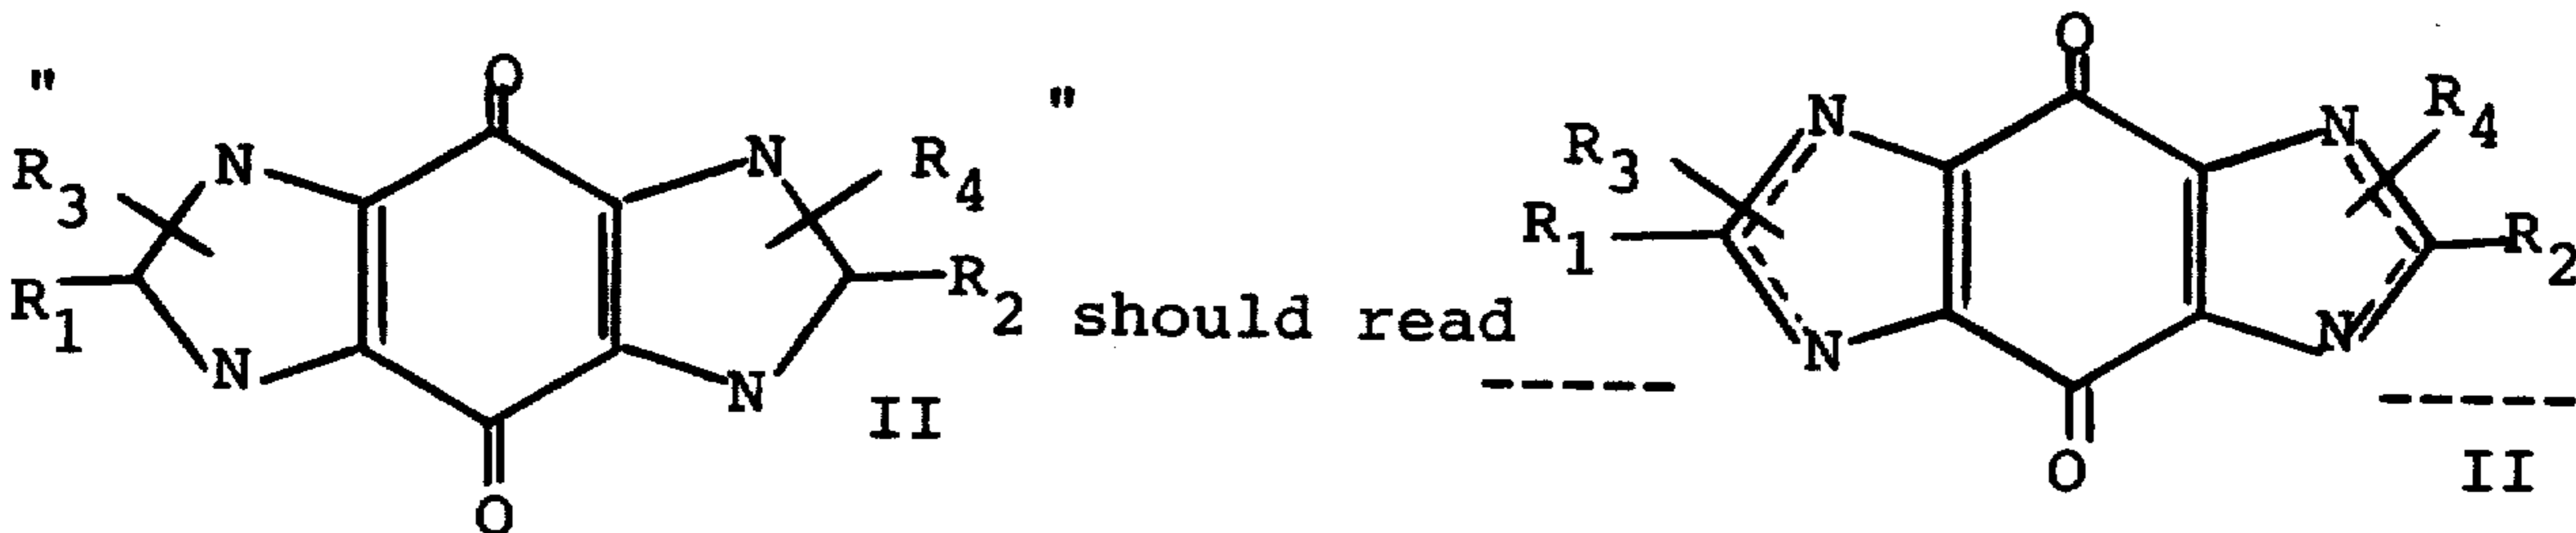 " O " O
R3 N N R4 N N R4
R3
R1 R2 should read R1 R2
N N II ----- N N -----
O O II